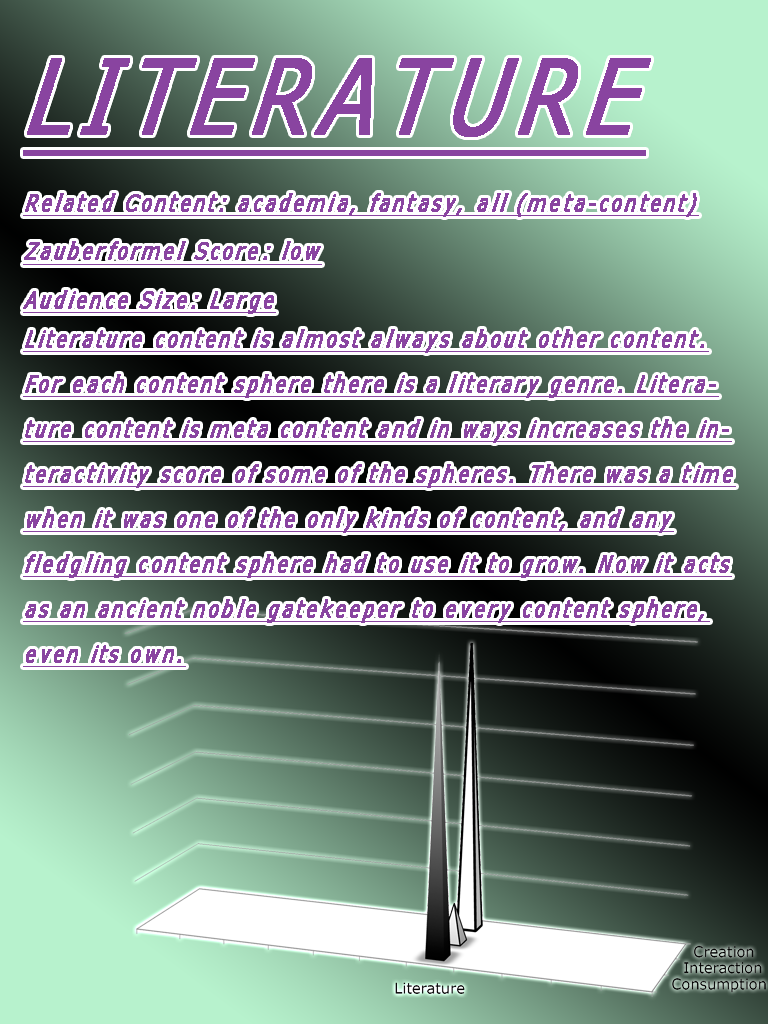 LITERATURE
Related Content: academia, fantasy, all (meta-content)
Zauberformel Score: low
Audience Size: Large
Literature content is almost always about other content.
For each content sphere there is a literary genre. Litera-
ture content is meta content and in ways increases the in-
teractivity score of some of the spheres. There was a time
when it was one of the only kinds of content, and any
fledgling content sphere had to use it to grow. Now it acts
as an ancient noble gatekeeper to every content sphere,
even its own.
Creation
Interaction
Consumption
Literature